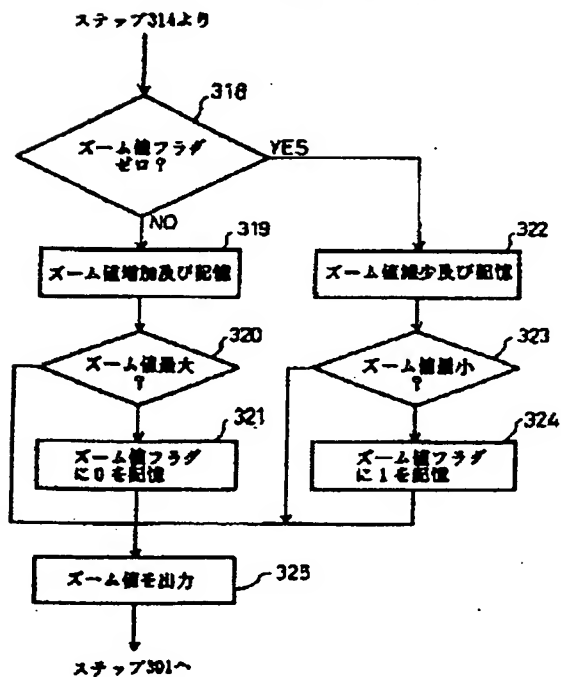 ステップ314より
318
ズーム値フラグ
ゼロ?
YES
NO
319
ズーム値増加及び記憶
322
ズーム値減少及び記憶
320
ズーム値最大
?
323
ズーム値最小
?
321
ズーム値フラグ
に0を記憶
324
ズーム値フラグ
に1を記憶
ズーム値を出力
325
ステップ301へ